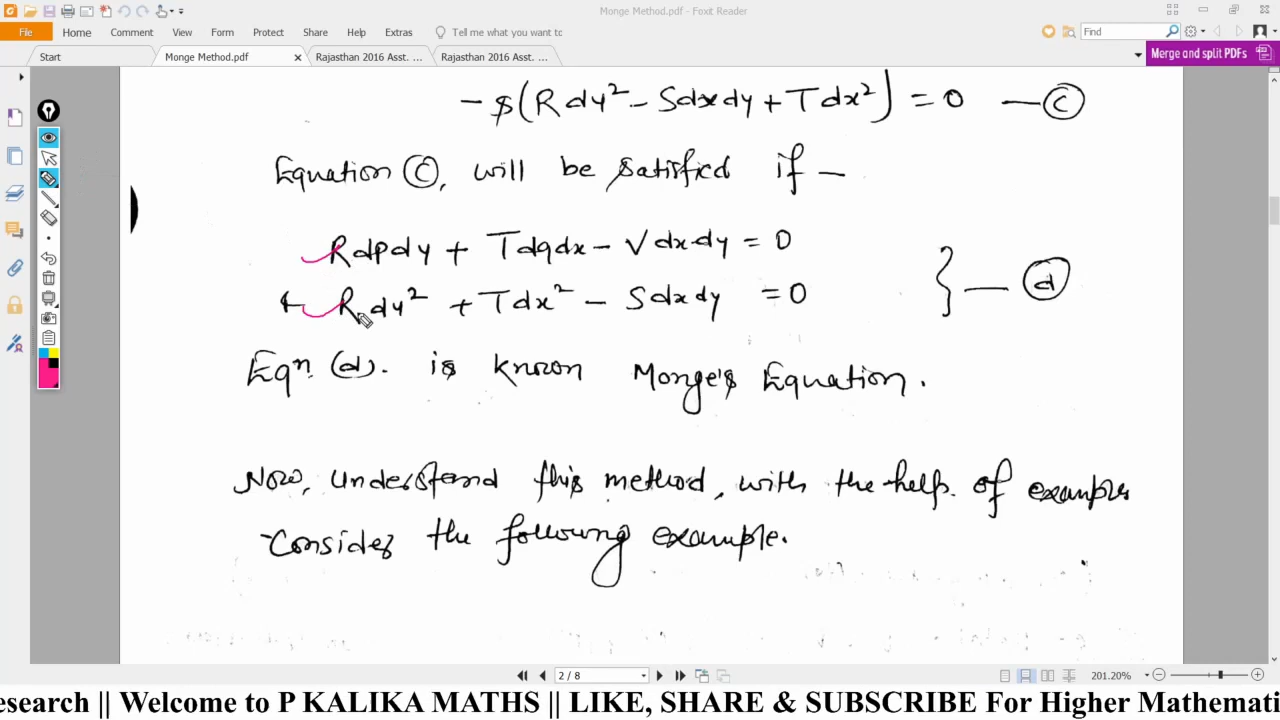 Monge Method.pdf - Foxit Reader
File Home Comment View Form Protect Share Help Extras Tell me what you want to Find
Start Monge Method.pdf Rajasthan 2016 Asst. ... Rajasthan 2016 Asst. ... Merge and split PDFs
- s(Rdy² - Sdxdy + Tdx²) = 0 — (c)
Equation (c), will be satisfied if —
Rdpdy + Tdqdx - Vdxdy = 0
Rdy² + Tdx² - Sdxdy = 0 } — (d)
Eqn. (d). is known Monge's Equation.
Now, understand this method, with the help. of examples
Consider the following example.
2 / 8 201.20%
esearch || Welcome to P KALIKA MATHS || LIKE, SHARE & SUBSCRIBE For Higher Mathemati